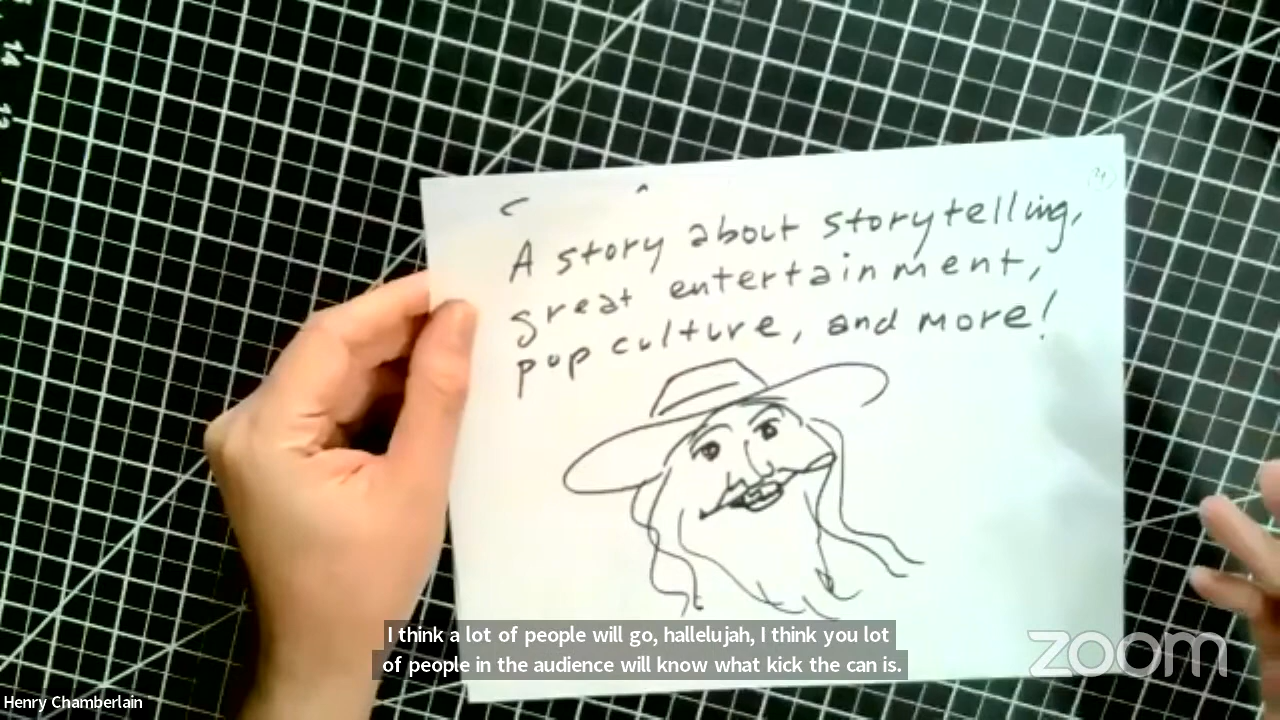 A story about storytelling,
great entertainment,
pop culture, and more!
I think a lot of people will go, hallelujah, I think you lot
of people in the audience will know what kick the can is.
zoom
Henry Chamberlain